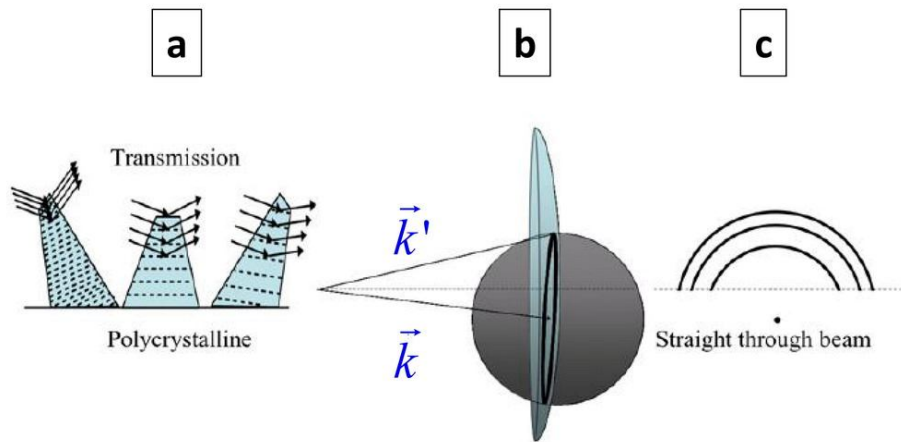 a
b
c
Transmission
k⃗'
k⃗
Polycrystalline
Straight through beam